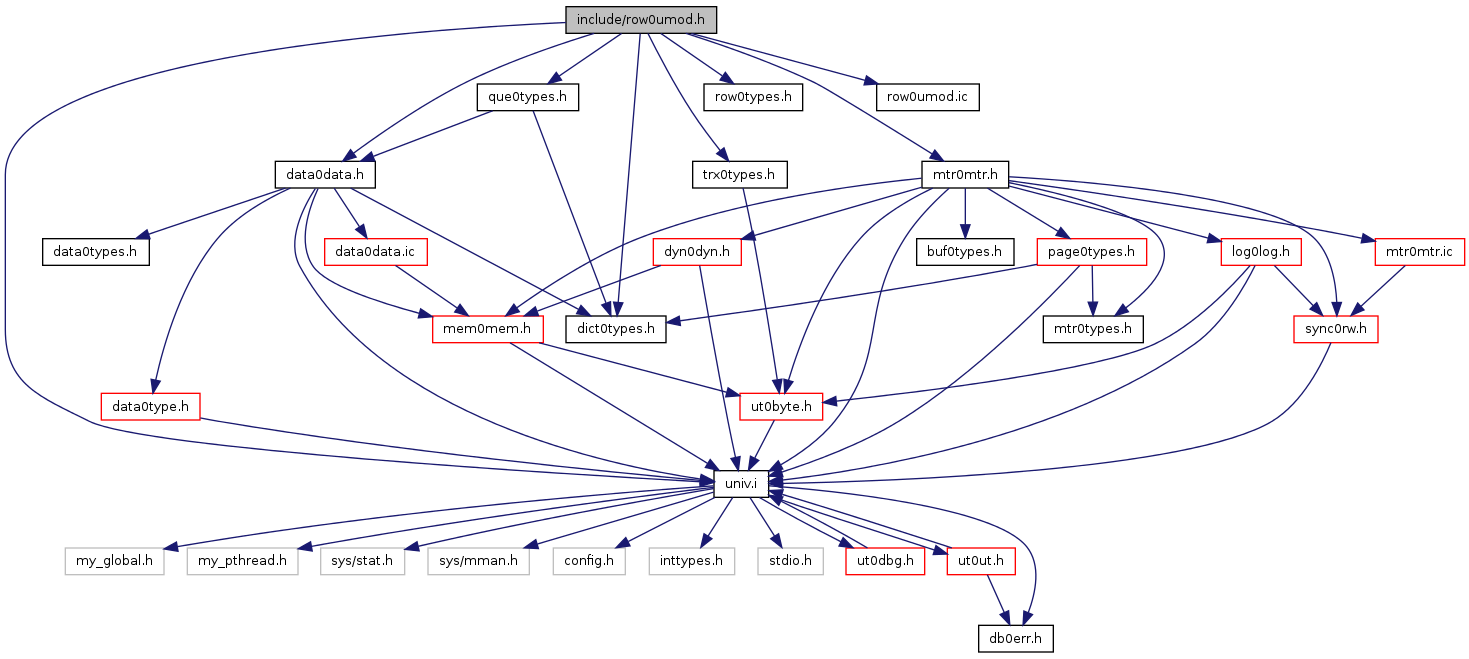 include/row0umod.h
que0types.h
row0types.h
row0umod.ic
data0data.h
trx0types.h
mtr0mtr.h
data0types.h
data0data.ic
dyn0dyn.h
buf0types.h
page0types.h
log0log.h
mtr0mtr.ic
mem0mem.h
dict0types.h
mtr0types.h
sync0rw.h
data0type.h
ut0byte.h
univ.i
my_global.h
my_pthread.h
sys/stat.h
sys/mman.h
config.h
inttypes.h
stdio.h
ut0dbg.h
ut0ut.h
db0err.h